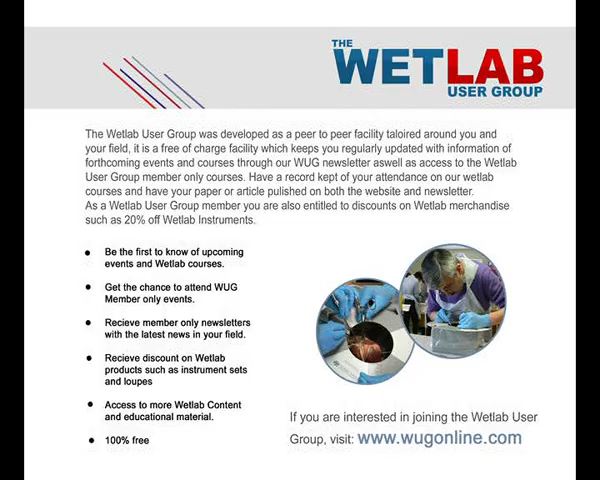 THE
WETLAB
USER GROUP
The Wetlab User Group was developed as a peer to peer facility taloired around you and
your field, it is a free of charge facility which keeps you regularly updated with information of
forthcoming events and courses through our WUG newsletter aswell as access to the Wetlab
User Group member only courses. Have a record kept of your attendance on our wetlab
courses and have your paper or article pulished on both the website and newsletter.
As a Wetlab User Group member you are also entitled to discounts on Wetlab merchandise
such as 20% off Wetlab Instruments.
• Be the first to know of upcoming
events and Wetlab courses.
• Get the chance to attend WUG
Member only events.
• Recieve member only newsletters
with the latest news in your field.
• Recieve discount on Wetlab
products such as instrument sets
and loupes
• Access to more Wetlab Content
and educational material.
• 100% free
If you are interested in joining the Wetlab User
Group, visit: www.wugonline.com